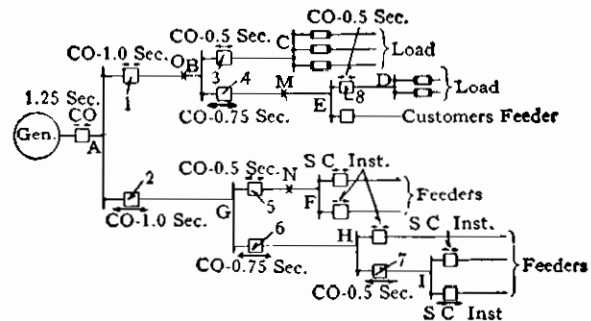 CO-0.5 Sec.
CO-0.5 Sec.
C
Load
CO-1.0 Sec.
O
B
3
4
M
D
Load
1.25 Sec.
1
8
CO
E
Gen.
A
CO-0.75 Sec.
Customers Feeder
CO-0.5 Sec.
N
S C Inst.
2
5
F
Feeders
CO-1.0 Sec.
G
6
H
S C Inst.
CO-0.75 Sec.
7
I
Feeders
CO-0.5 Sec.
S C Inst